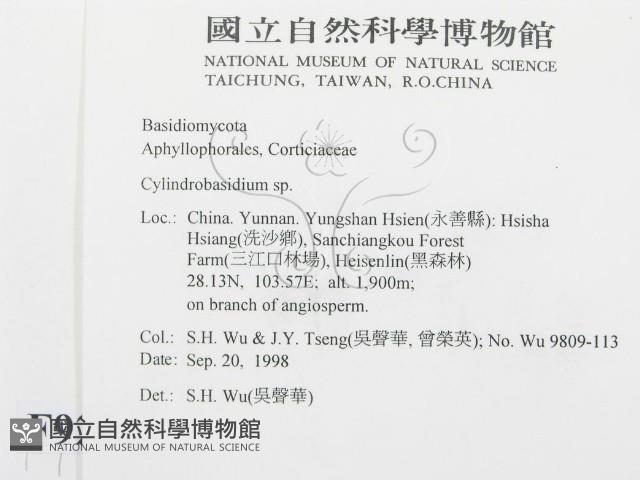 國立自然科學博物館
NATIONAL MUSEUM OF NATURAL SCIENCE
TAICHUNG, TAIWAN, R.O.CHINA
Basidiomycota
Aphyllophorales, Corticiaceae
Cylindrobasidium sp.
Loc.: China. Yunnan. Yungshan Hsien(永善縣): Hsisha
Hsiang(洗沙鄉), Sanchiangkou Forest
Farm(三江口林場), Heisenlin(黑森林)
28.13N, 103.57E; alt. 1,900m;
on branch of angiosperm.
Col.: S.H. Wu & J.Y. Tseng(吳聲華, 曾榮英); No. Wu 9809-113
Date: Sep. 20, 1998
Det.: S.H. Wu(吳聲華)
國立自然科學博物館
NATIONAL MUSEUM OF NATURAL SCIENCE